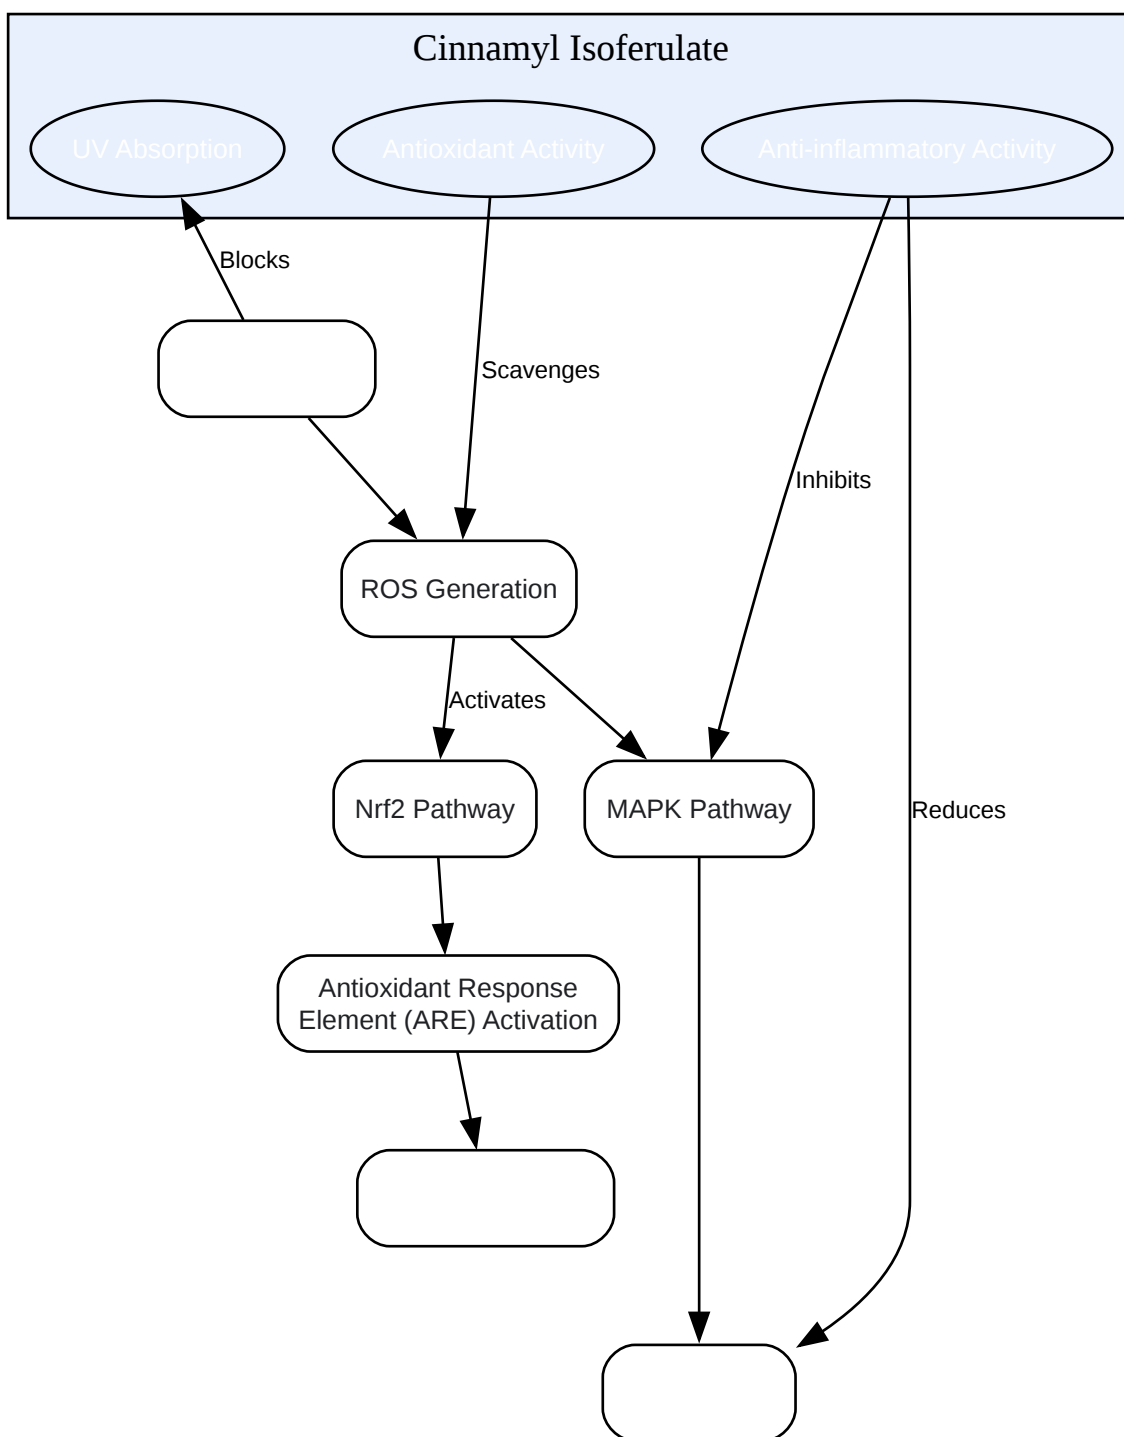 Cinnamyl Isoferulate
UV Absorption
Antioxidant Activity
Anti-inflammatory Activity
Blocks
Scavenges
Inhibits
ROS Generation
Activates
Nrf2 Pathway
MAPK Pathway
Reduces
Antioxidant Response
Element (ARE) Activation